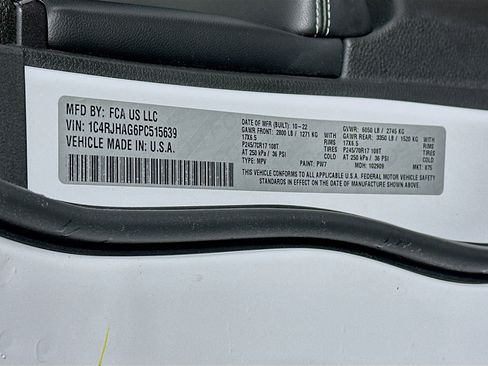 MFD BY: FCA US LLC
VIN: 1C4RJHAG6PC515639
VEHICLE MADE IN: U.S.A.
DATE OF MFR (BUILT): 10-22 GVWR: 6050 LB / 2745 KG
GAWR FRONT: 2800 LB / 1271 KG WITH GAWR REAR: 3350 LB / 1520 KG WITH
17X6.5 RIMS 17X6.5 RIMS
P245/70R17 108T TIRES P245/70R17 108T TIRES
AT 250 kPa / 36 PSI AT 250 kPa / 36 PSI COLD
TYPE: MPV PAINT: PW7 MDH: 102909 MKT: 875
THIS VEHICLE CONFORMS TO ALL APPLICABLE U.S.A. FEDERAL MOTOR VEHICLE SAFETY
STANDARDS IN EFFECT ON THE DATE OF MANUFACTURE SHOWN ABOVE.